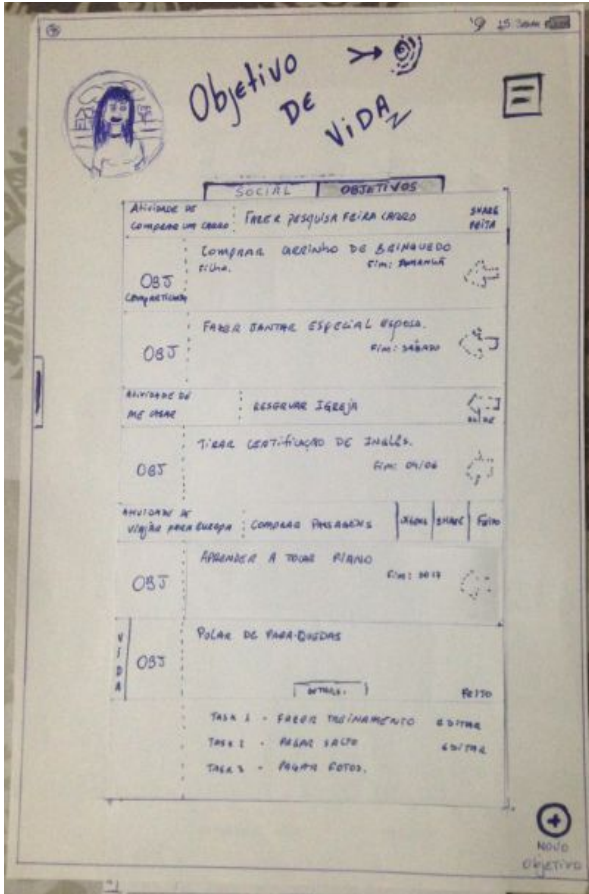 Objetivo
DE
ViDA
SOCIAL OBJETIVOS
Atividade de
Comprar um carro FAZER PESQUISA FEIRA CARRO SHARE
FEITA
OBJ
Compartilhado
COMPRAR CARRINHO DE BRINQUEDO
Filha. Fim: AMANHÃ
OBJ
FAZER JANTAR ESPECIAL ESPOSA.
Fim: SÁBADO
Atividade de
ME CASAR RESERVAR IGREJA
OBJ
TIRAR CERTIFICAÇÃO DE INGLÊS.
Fim: 04/06
Atividade de
Viajar para Europa COMPRAR PASSAGENS SHARE Feito
OBJ
APRENDER A TOCAR PIANO
Fim: 2017
VIDA
OBJ
PULAR DE PARA-QUEDAS
FEITO
TASK 1 - FAZER TREINAMENTO EDITAR
TASK 2 - PAGAR SALTO EDITAR
TASK 3 - PAGAR FOTOS.
NOVO
Objetivo